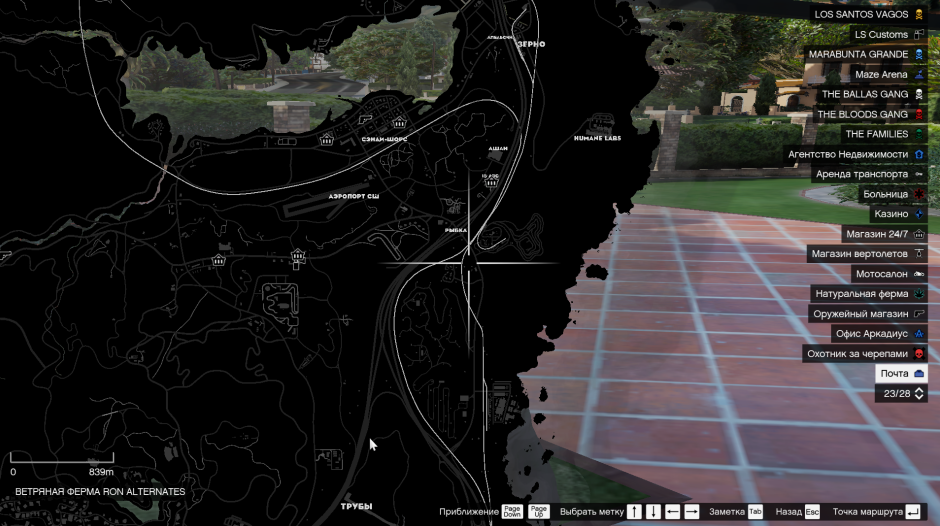 АПЕЛЬСИН
ЗЕРНО
СЭНДИ-ШОРС
HUMANE LABS
АШАН
АЭРОПОРТ СШ
РЫБКА
ТРУБЫ
0 839m
ВЕТРЯНАЯ ФЕРМА RON ALTERNATES
LOS SANTOS VAGOS
LS Customs
MARABUNTA GRANDE
Maze Arena
THE BALLAS GANG
THE BLOODS GANG
THE FAMILIES
Агентство Недвижимости
Аренда транспорта
Больница
Казино
Магазин 24/7
Магазин вертолетов
Мотосалон
Натуральная ферма
Оружейный магазин
Офис Аркадиус
Охотник за черепами
Почта
23/28
Приближение Page Down Page Up Выбрать метку ↑ ↓ ← → Заметка Tab Назад Esc Точка маршрута